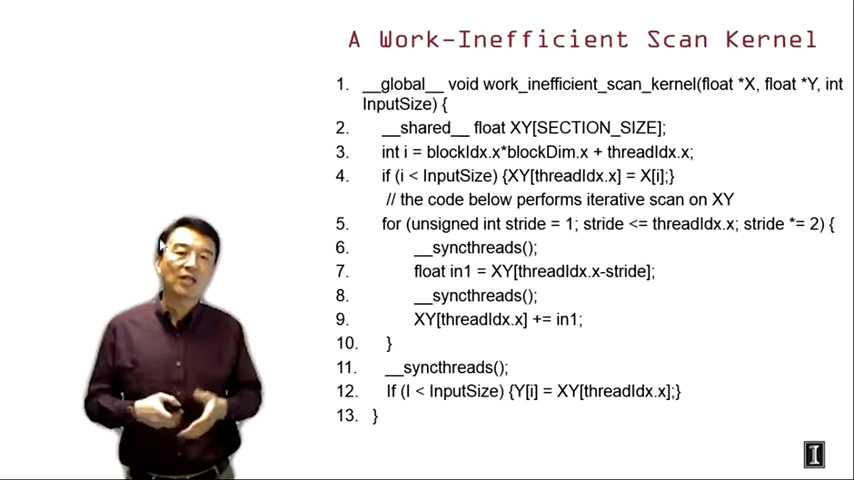 A Work-Inefficient Scan Kernel
1. __global__ void work_inefficient_scan_kernel(float *X, float *Y, int
InputSize) {
2. __shared__ float XY[SECTION_SIZE];
3. int i = blockIdx.x*blockDim.x + threadIdx.x;
4. if (i < InputSize) {XY[threadIdx.x] = X[i];}
// the code below performs iterative scan on XY
5. for (unsigned int stride = 1; stride <= threadIdx.x; stride *= 2) {
6. __syncthreads();
7. float in1 = XY[threadIdx.x-stride];
8. __syncthreads();
9. XY[threadIdx.x] += in1;
10. }
11. __syncthreads();
12. If (I < InputSize) {Y[i] = XY[threadIdx.x];}
13. }
I